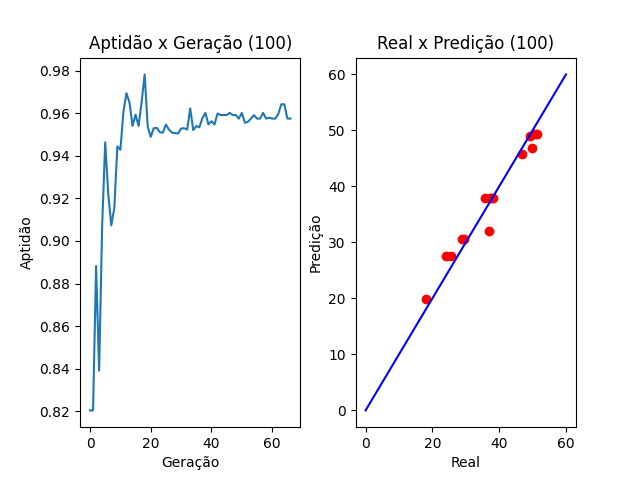 Aptidão x Geração (100)
0.98
0.96
0.94
0.92
0.90
0.88
0.86
0.84
0.82
Aptidão
0 20 40 60
Geração
Real x Predição (100)
60
50
40
30
20
10
0
Predição
0 20 40 60
Real